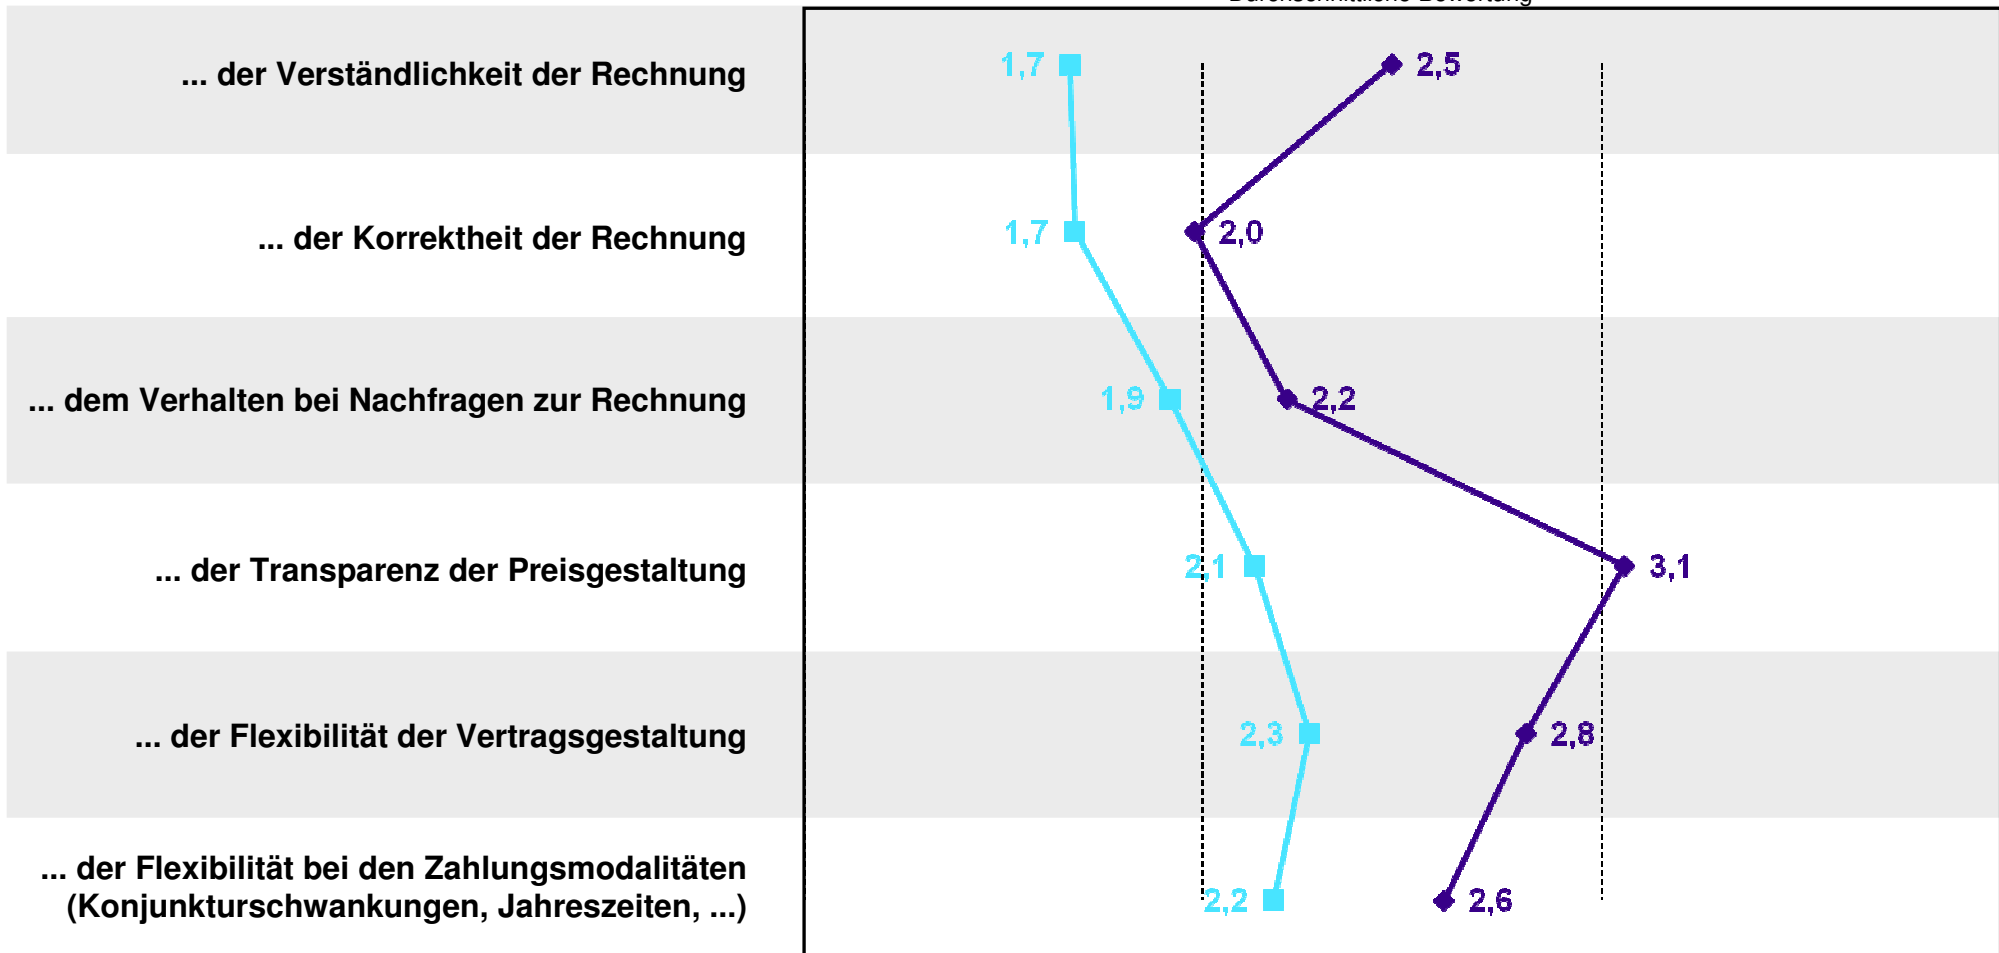 Durchschnittliche Bewertung
... der Verständlichkeit der Rechnung
1,7
2,5
... der Korrektheit der Rechnung
1,7
2,0
... dem Verhalten bei Nachfragen zur Rechnung
1,9
2,2
... der Transparenz der Preisgestaltung
2,1
3,1
... der Flexibilität der Vertragsgestaltung
2,3
2,8
... der Flexibilität bei den Zahlungsmodalitäten
(Konjunkturschwankungen, Jahreszeiten, ...)
2,2
2,6